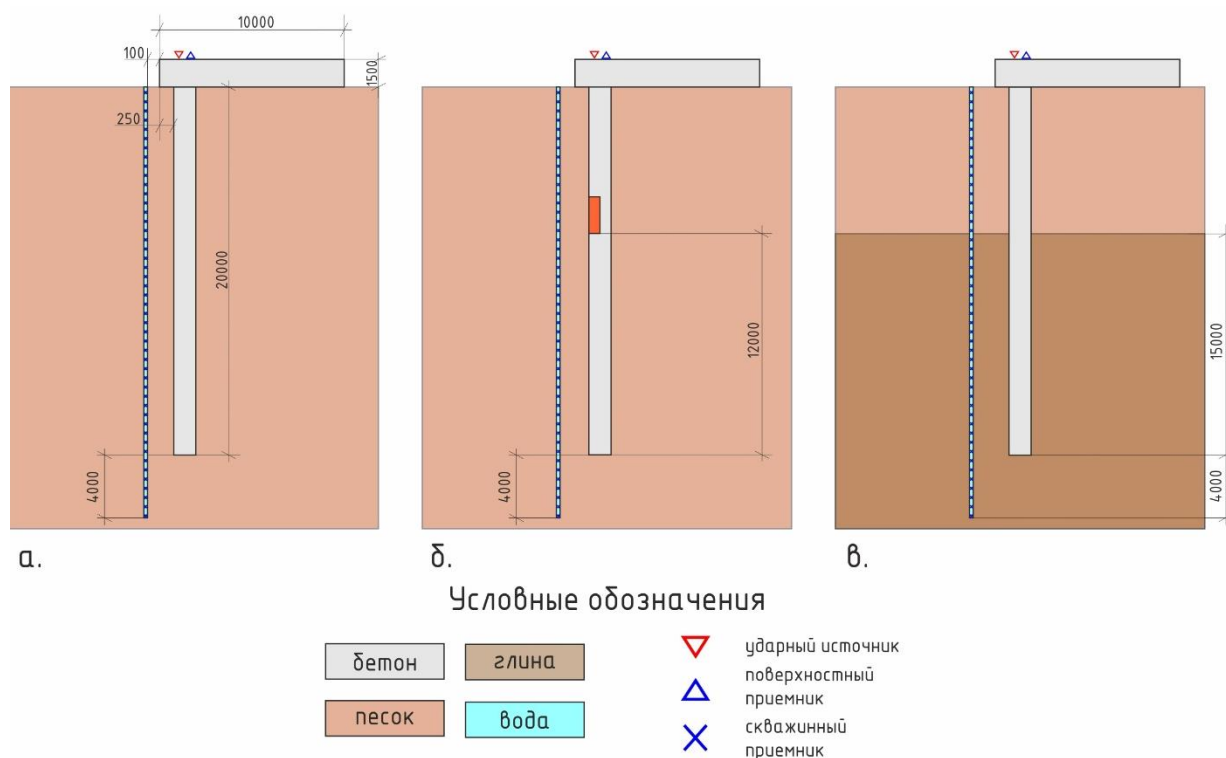 10000
100
1500
250
20000
12000
15000
4000
4000
4000
а.
б.
в.
Условные обозначения
бетон
глина
ударный источник
поверхностный
приемник
песок
вода
скважинный
приемник